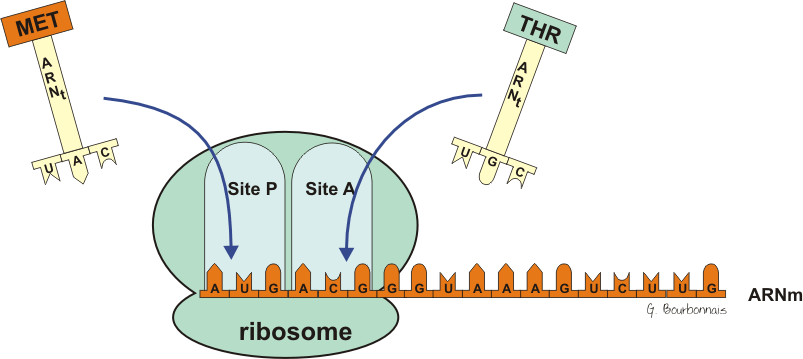 MET
THR
ARNt
ARNt
U A C
U G C
Site P
Site A
A U G A C G G G U A A A G U C U U G
ARNm
G. Bourbonnais
ribosome